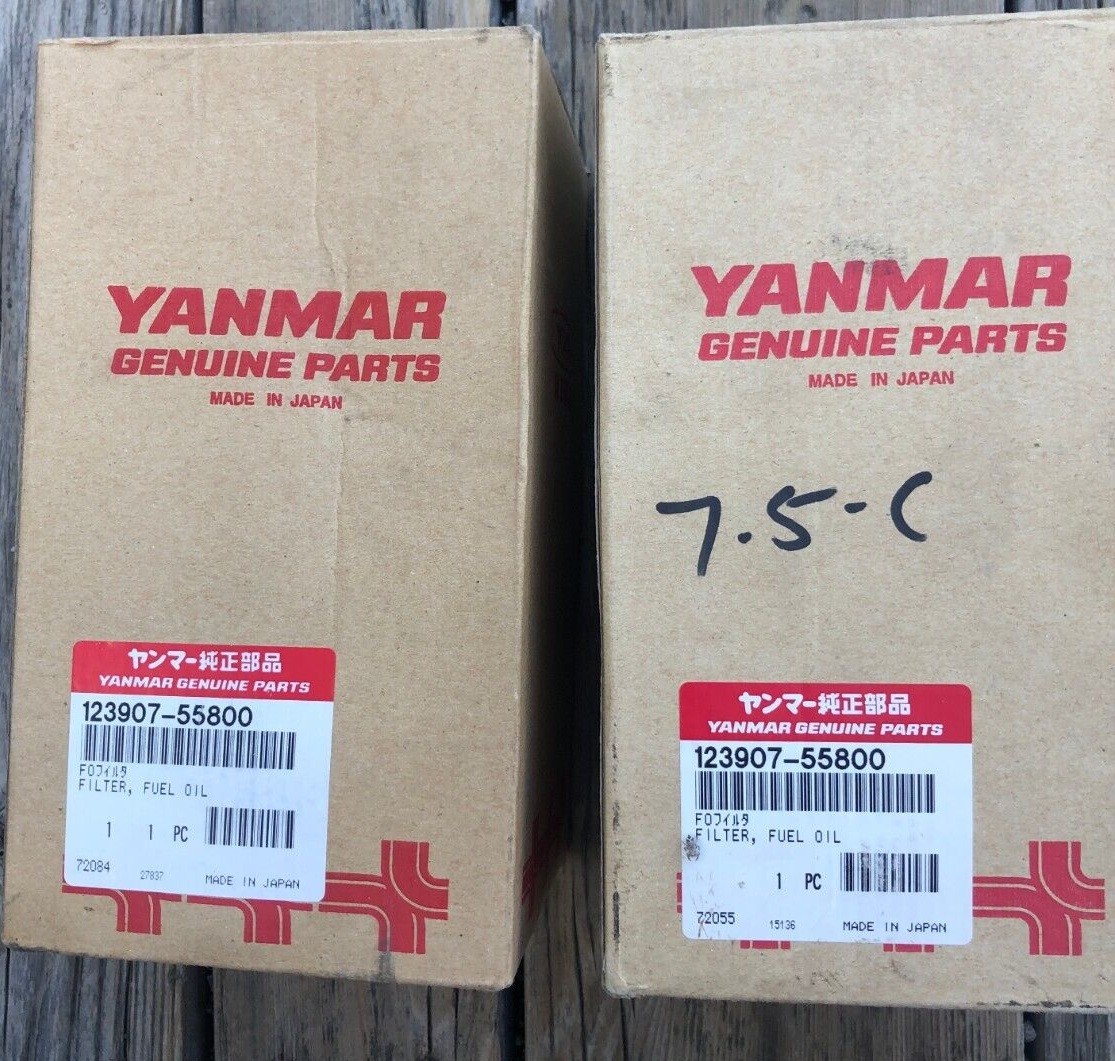 YANMAR
GENUINE PARTS
MADE IN JAPAN
ヤンマー純正部品
YANMAR GENUINE PARTS
123907-55800
FOフィルタ
FILTER, FUEL OIL
1 1 PC
72084 27837 MADE IN JAPAN
YANMAR
GENUINE PARTS
MADE IN JAPAN
7.5-C
ヤンマー純正部品
YANMAR GENUINE PARTS
123907-55800
FOフィルタ
FILTER, FUEL OIL
1 PC
72055 15136 MADE IN JAPAN